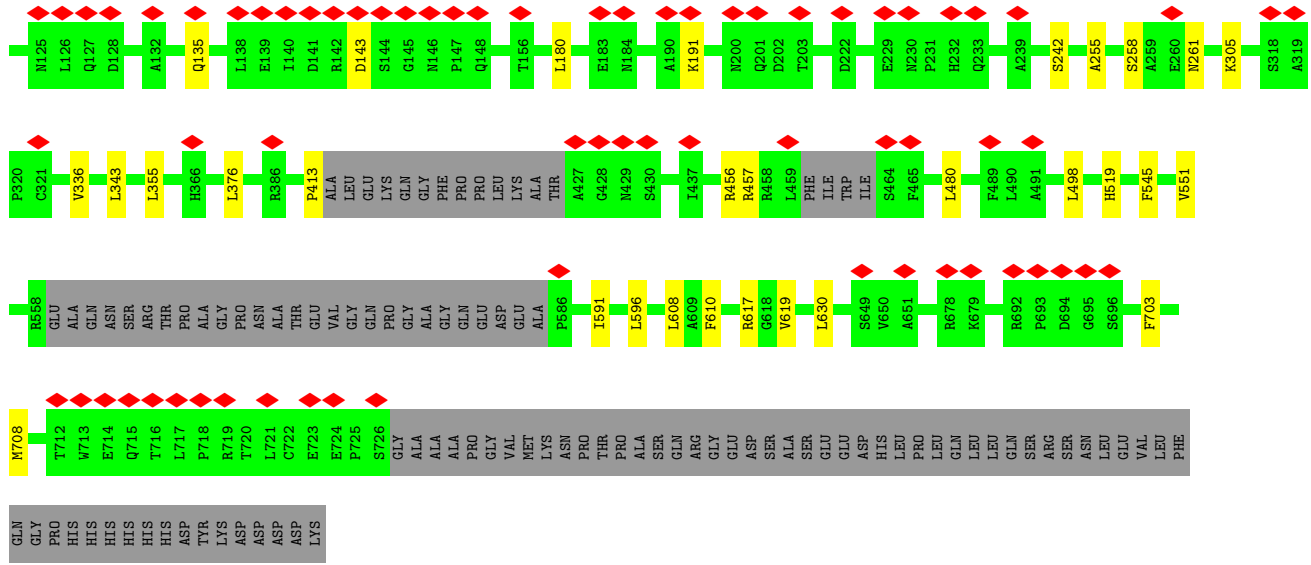 N125 L126 Q127 D128 A132 Q135 L138 E139 I140 D141 R142 D143 S144 G145 N146 P147 Q148 T156 L180 E183 N184 A190 K191 N200 Q201 D202 T203 D222 E229 N230 P231 H232 Q233 A239 S242 A255 S258 A259 E260 N261 K305 S318 A319
P320 C321 V336 L343 L355 H366 L376 R386 P413 ALA LEU GLU LYS GLN GLY PHE PRO PRO LEU LYS ALA THR A427 G428 N429 S430 I437 R456 R457 R458 L459 PHE ILE TRP ILE S464 F465 L480 F489 L490 A491 L498 H519 F545 V551
R558 GLU ALA GLN ASN SER ARG THR PRO ALA GLY PRO ASN ALA THR GLU VAL GLY GLN PRO GLY ALA GLY GLN GLU ASP GLU ALA P586 I591 L596 L608 A609 F610 R617 G618 V619 L630 S649 V650 A651 R678 K679 R692 P693 D694 G695 S696 F703
M708 T712 W713 E714 Q715 T716 L717 P718 R719 T720 L721 C722 E723 E724 P725 S726 GLY ALA ALA ALA PRO GLY VAL MET LYS ASN PRO THR PRO ALA SER GLN ARG GLY GLU ASP SER ALA SER GLU GLU ASP HIS LEU PRO LEU GLN LEU LEU GLN SER ARG SER ASN LEU GLU VAL LEU PHE
GLN GLY PRO HIS HIS HIS HIS HIS HIS ASP TYR LYS ASP ASP ASP ASP LYS